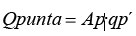 Qpunta = Ap·qp´